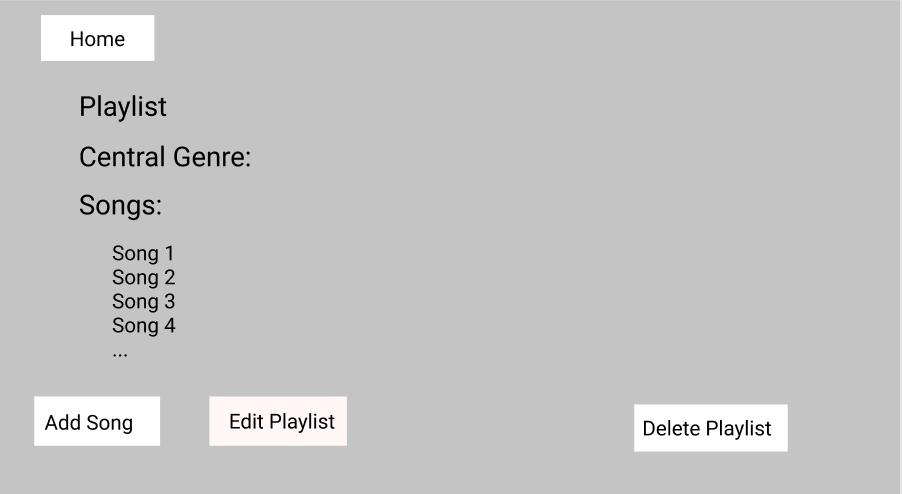 Home
Playlist
Central Genre:
Songs:
Song 1
Song 2
Song 3
Song 4
...
Add Song
Edit Playlist
Delete Playlist